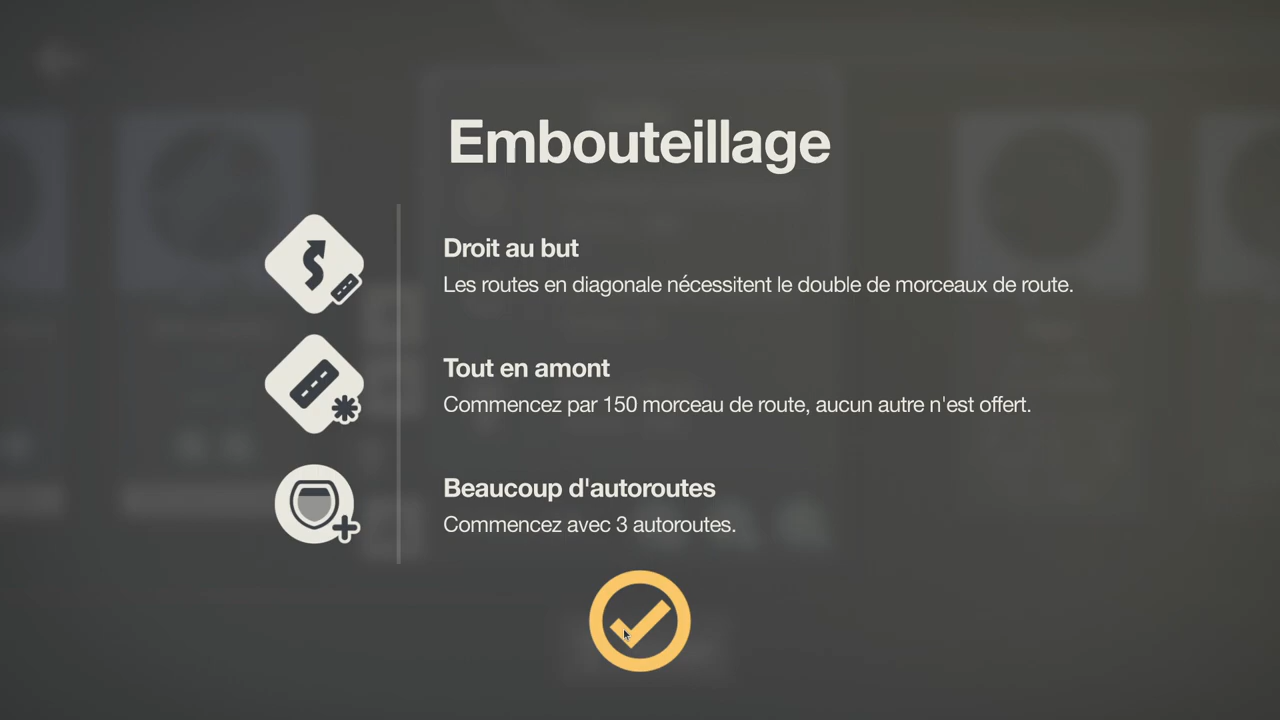 Embouteillage
Droit au but
Les routes en diagonale nécessitent le double de morceaux de route.
Tout en amont
Commencez par 150 morceau de route, aucun autre n'est offert.
Beaucoup d'autoroutes
Commencez avec 3 autoroutes.